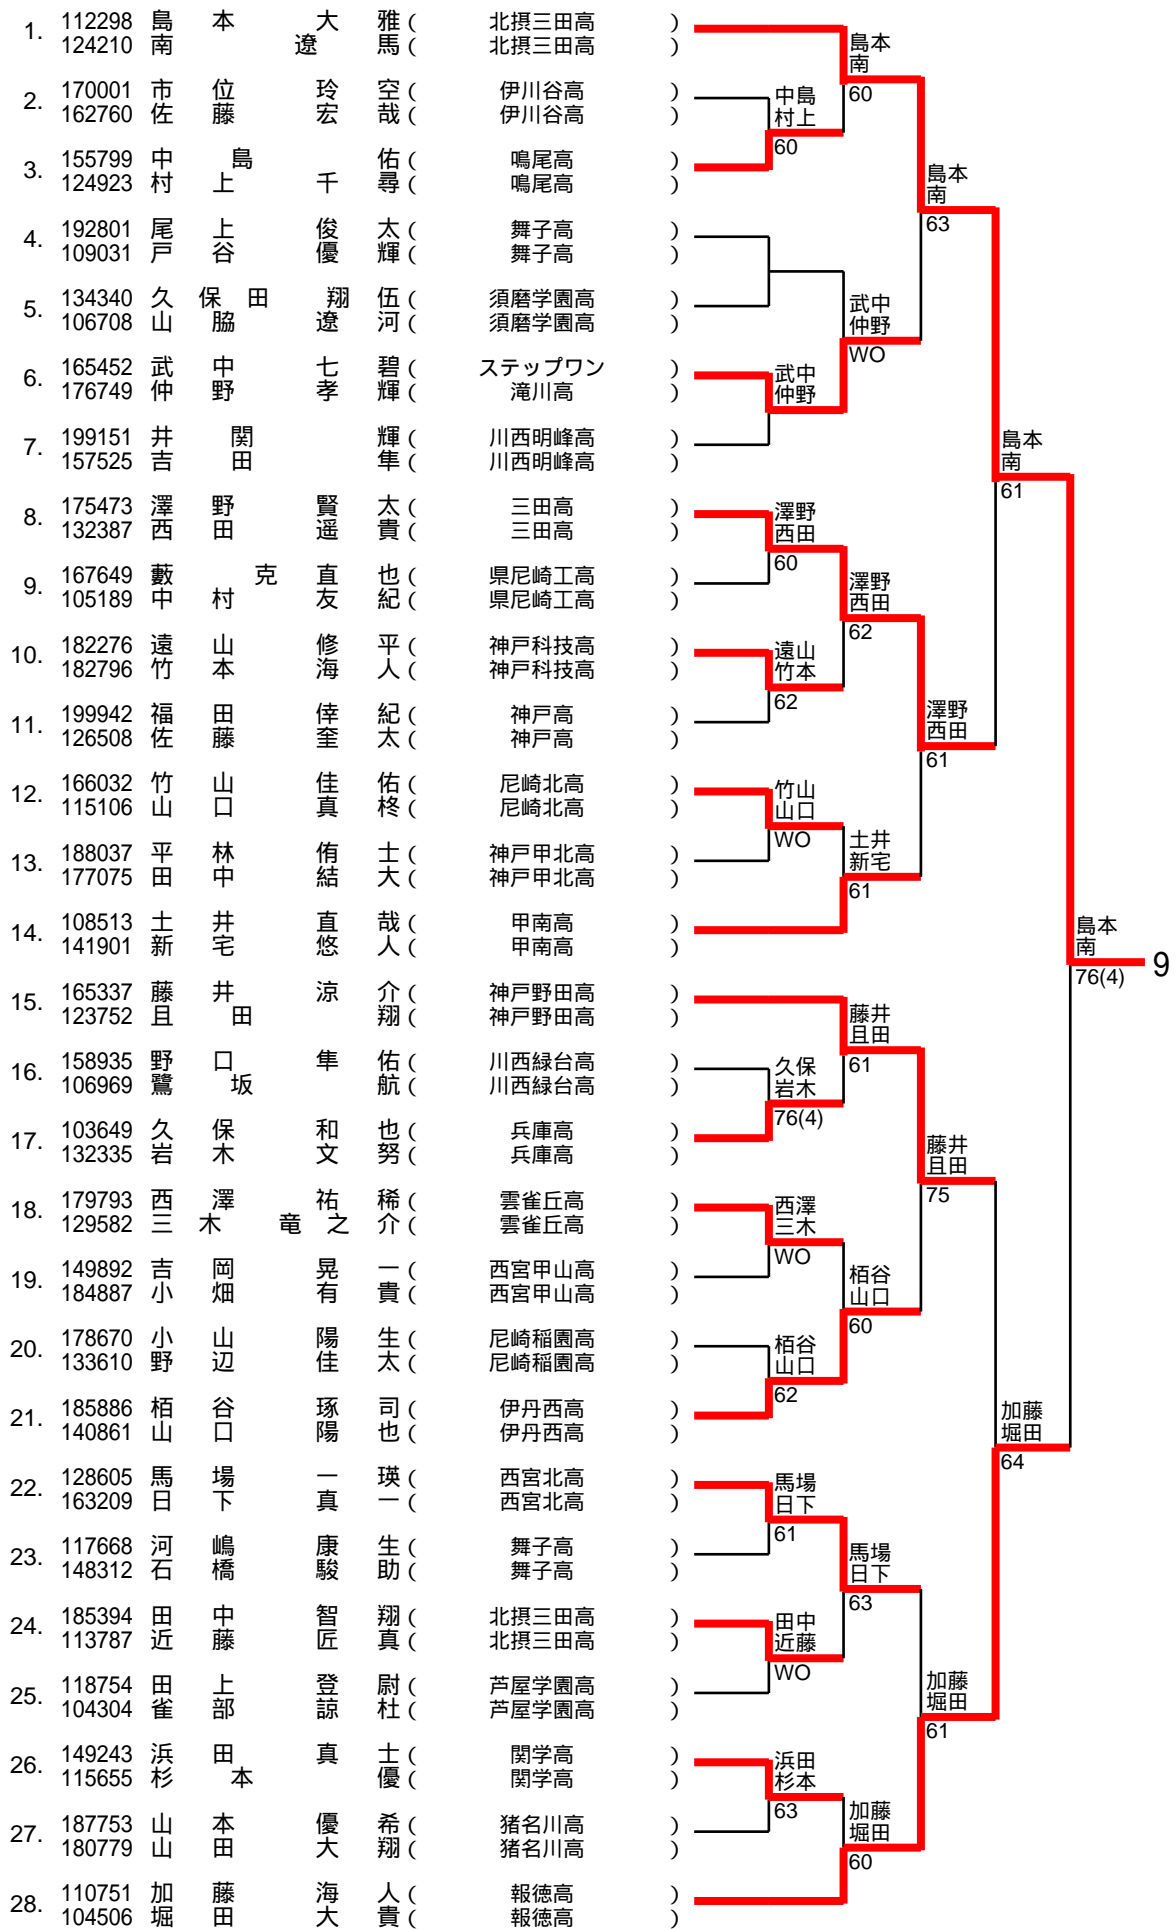 1. 112298 島本 大雅 ( 北摂三田高 )
124210 南 遼馬 ( 北摂三田高 )
2. 170001 市位 玲空 ( 伊川谷高 )
162760 佐藤 宏哉 ( 伊川谷高 )
3. 155799 中島 佑 ( 鳴尾高 )
124923 村上 千尋 ( 鳴尾高 )
4. 192801 尾上 俊太 ( 舞子高 )
109031 戸谷 優輝 ( 舞子高 )
5. 134340 久保田 翔伍 ( 須磨学園高 )
106708 山脇 遼河 ( 須磨学園高 )
6. 165452 武中 七碧 ( ステップワン )
176749 仲野 孝輝 ( 滝川高 )
7. 199151 井関 輝 ( 川西明峰高 )
157525 吉田 隼 ( 川西明峰高 )
8. 175473 澤野 賢太 ( 三田高 )
132387 西田 遥貴 ( 三田高 )
9. 167649 藪 克直也 ( 県尼崎工高 )
105189 中村 友紀 ( 県尼崎工高 )
10. 182276 遠山 修平 ( 神戸科技高 )
182796 竹本 海人 ( 神戸科技高 )
11. 199942 福田 倖紀 ( 神戸高 )
126508 佐藤 奎太 ( 神戸高 )
12. 166032 竹山 佳佑 ( 尼崎北高 )
115106 山口 真柊 ( 尼崎北高 )
13. 188037 平林 侑士 ( 神戸甲北高 )
177075 田中 結大 ( 神戸甲北高 )
14. 108513 土井 直哉 ( 甲南高 )
141901 新宅 悠人 ( 甲南高 )
15. 165337 藤井 涼介 ( 神戸野田高 )
123752 且田 翔 ( 神戸野田高 )
16. 158935 野口 隼佑 ( 川西緑台高 )
106969 鷺坂 航 ( 川西緑台高 )
17. 103649 久保 和也 ( 兵庫高 )
132335 岩木 文努 ( 兵庫高 )
18. 179793 西澤 祐稀 ( 雲雀丘高 )
129582 三木 竜之介 ( 雲雀丘高 )
19. 149892 吉岡 晃一 ( 西宮甲山高 )
184887 小畑 有貴 ( 西宮甲山高 )
20. 178670 小山 陽生 ( 尼崎稲園高 )
133610 野辺 佳太 ( 尼崎稲園高 )
21. 185886 栢谷 琢司 ( 伊丹西高 )
140861 山口 陽也 ( 伊丹西高 )
22. 128605 馬場 一瑛 ( 西宮北高 )
163209 日下 真一 ( 西宮北高 )
23. 117668 河嶋 康生 ( 舞子高 )
148312 石橋 駿助 ( 舞子高 )
24. 185394 田中 智翔 ( 北摂三田高 )
113787 近藤 匠真 ( 北摂三田高 )
25. 118754 田上 登尉 ( 芦屋学園高 )
104304 雀部 諒杜 ( 芦屋学園高 )
26. 149243 浜田 真士 ( 関学高 )
115655 杉本 優 ( 関学高 )
27. 187753 山本 優希 ( 猪名川高 )
180779 山田 大翔 ( 猪名川高 )
28. 110751 加藤 海人 ( 報徳高 )
104506 堀田 大貴 ( 報徳高 )
中島
村上
60
武中
仲野
澤野
西田
60
遠山
竹本
62
竹山
山口
WO
久保
岩木
76(4)
西澤
三木
WO
栢谷
山口
62
馬場
日下
61
田中
近藤
WO
浜田
杉本
63
島本
南
60
武中
仲野
WO
澤野
西田
62
土井
新宅
61
藤井
且田
61
栢谷
山口
60
馬場
日下
63
加藤
堀田
60
島本
南
63
澤野
西田
61
藤井
且田
75
加藤
堀田
61
島本
南
61
加藤
堀田
64
島本
南
76(4)
9